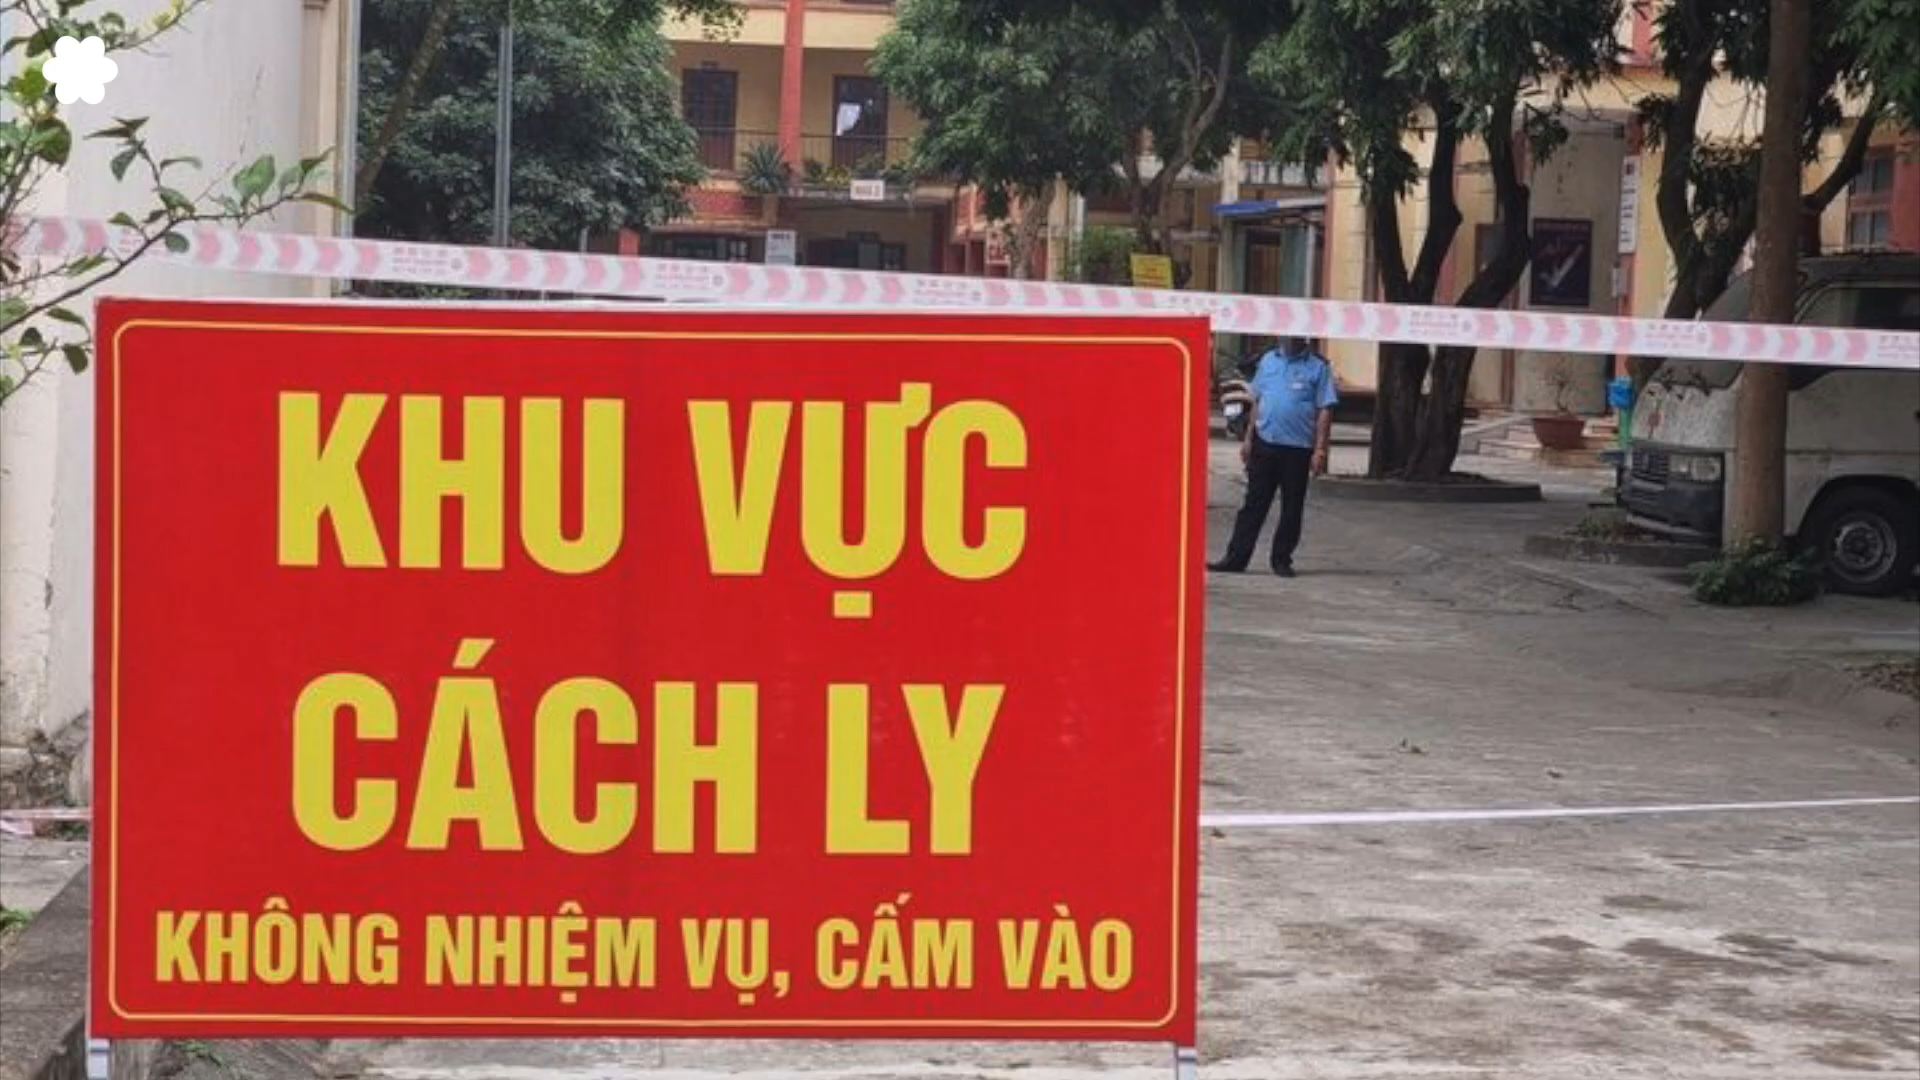 KHU VỰC
CÁCH LY
KHÔNG NHIỆM VỤ, CẤM VÀO